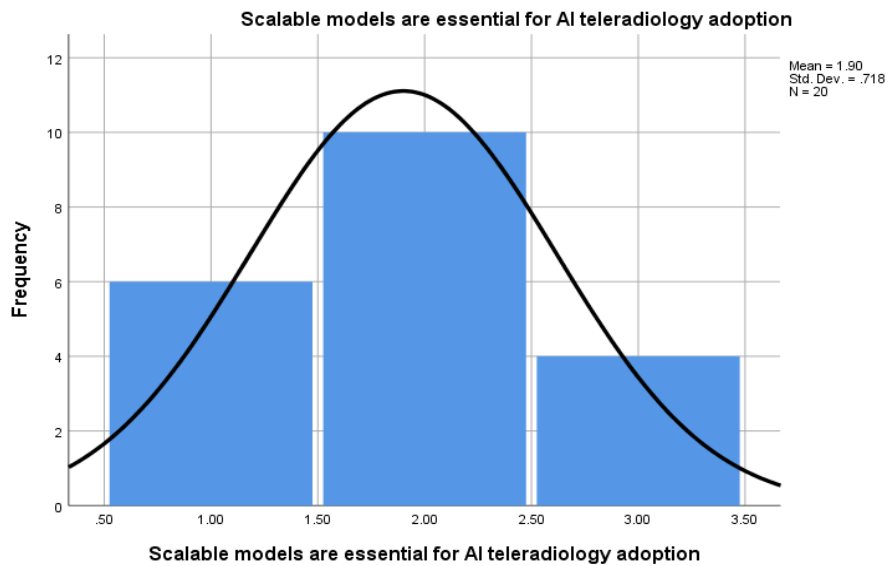 Scalable models are essential for AI teleradiology adoption
Mean = 1.90
Std. Dev. = .718
N = 20
12
10
8
6
4
2
0
Frequency
.50 1.00 1.50 2.00 2.50 3.00 3.50
Scalable models are essential for AI teleradiology adoption